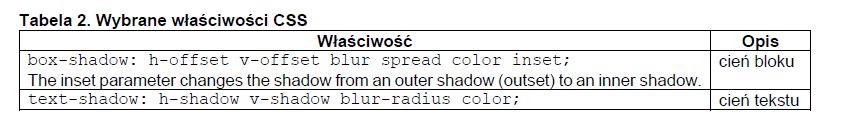 Tabela 2. Wybrane właściwości CSS
Właściwość Opis
box-shadow: h-offset v-offset blur spread color inset; cień bloku
The inset parameter changes the shadow from an outer shadow (outset) to an inner shadow.
text-shadow: h-shadow v-shadow blur-radius color; cień tekstu